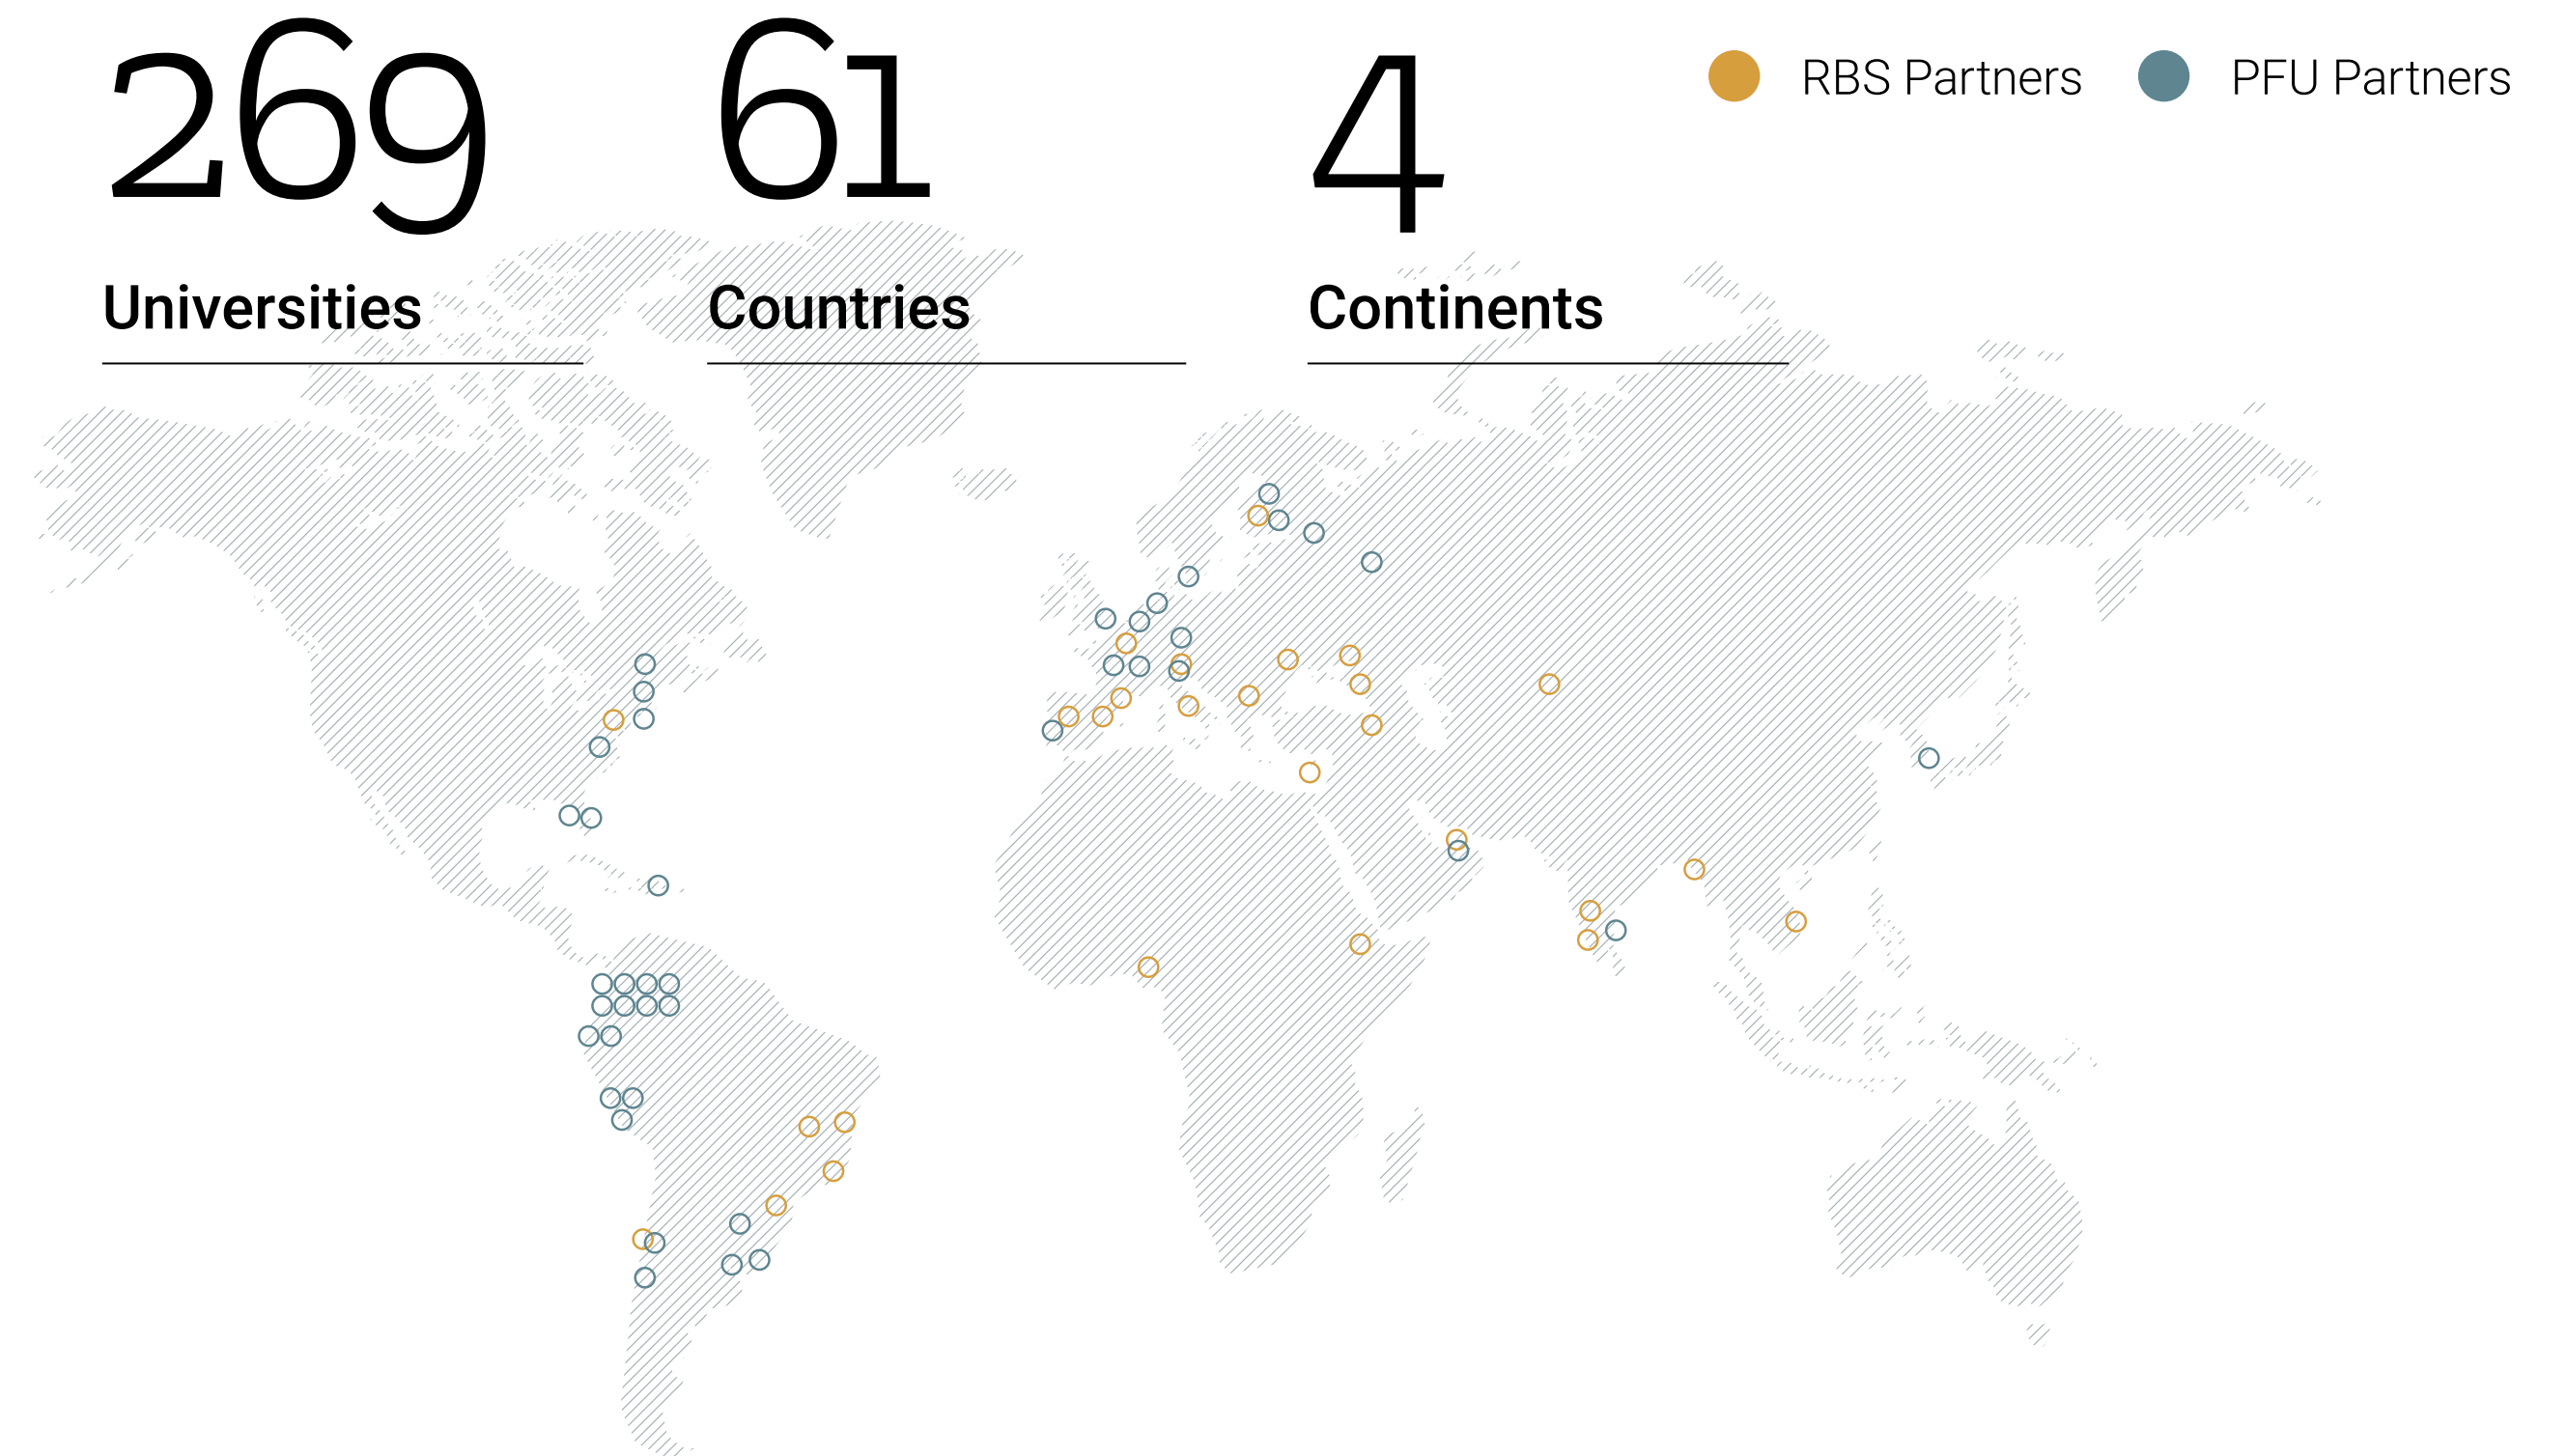 269
Universities
61
Countries
4
Continents
RBS Partners
PFU Partners